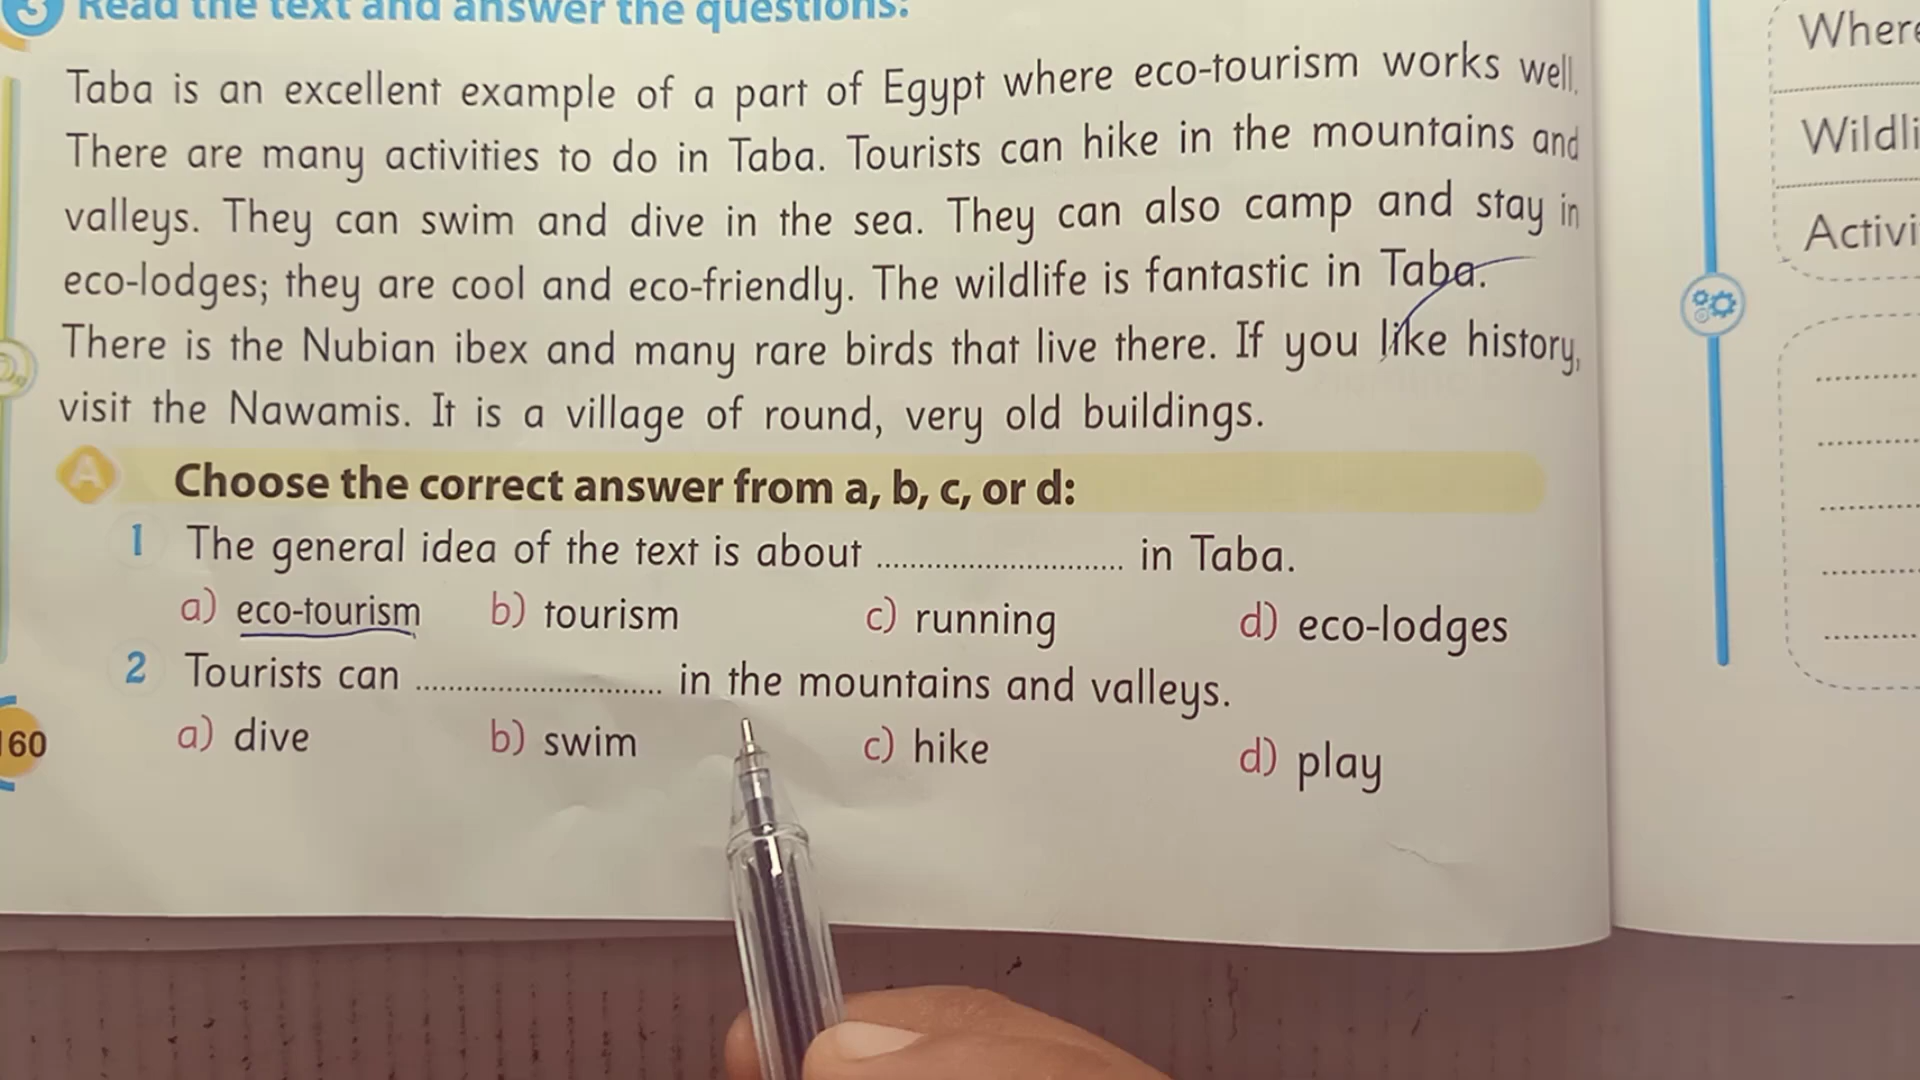 3 Read the text and answer the questions:
Taba is an excellent example of a part of Egypt where eco-tourism works well.
There are many activities to do in Taba. Tourists can hike in the mountains and
valleys. They can swim and dive in the sea. They can also camp and stay in
eco-lodges; they are cool and eco-friendly. The wildlife is fantastic in Taba.
There is the Nubian ibex and many rare birds that live there. If you like history,
visit the Nawamis. It is a village of round, very old buildings.
A Choose the correct answer from a, b, c, or d:
1 The general idea of the text is about ............................ in Taba.
a) eco-tourism b) tourism c) running d) eco-lodges
2 Tourists can ............................ in the mountains and valleys.
a) dive b) swim c) hike d) play
160